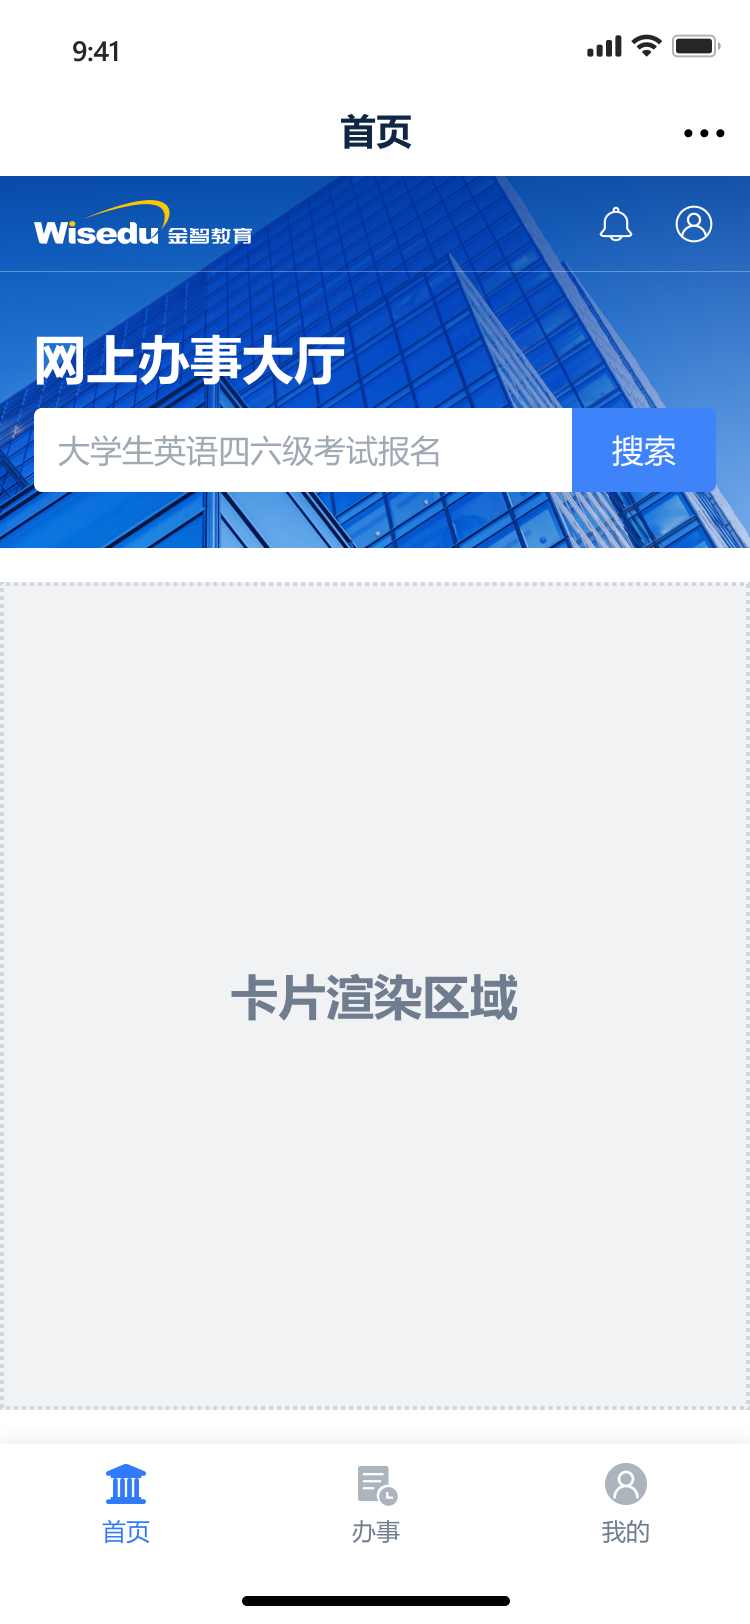 9:41
首页
Wisedu 金智教育
网上办事大厅
大学生英语四六级考试报名
搜索
卡片渲染区域
首页
办事
我的